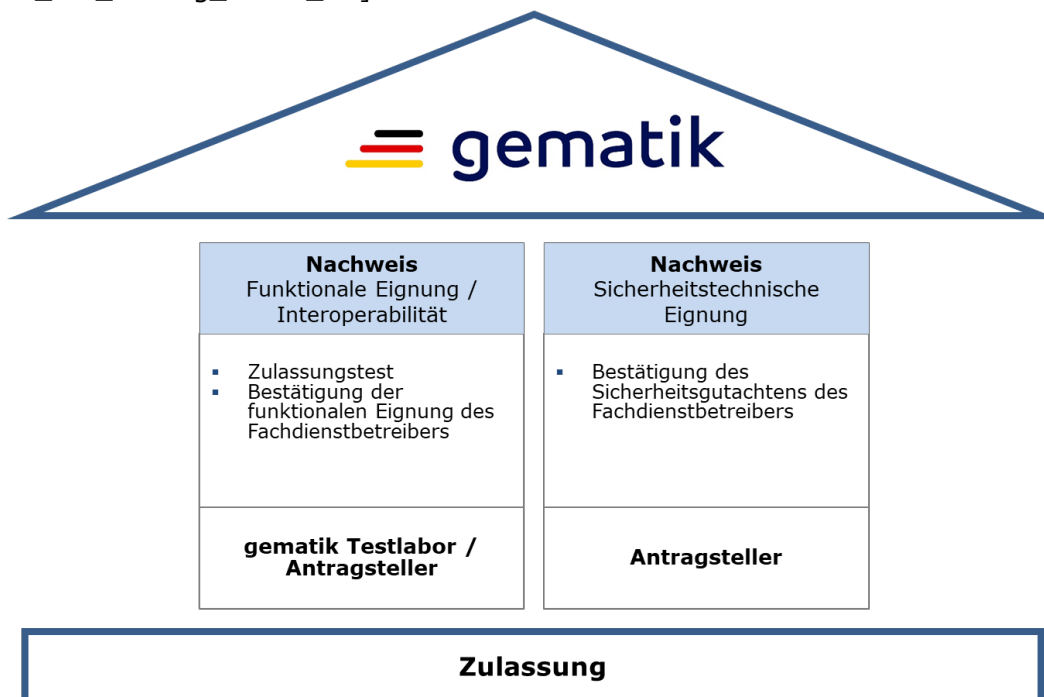 gematik
Nachweis
Funktionale Eignung /
Interoperabilität
▪ Zulassungstest
▪ Bestätigung der
funktionalen Eignung des
Fachdienstbetreibers
gematik Testlabor /
Antragsteller
Nachweis
Sicherheitstechnische
Eignung
▪ Bestätigung des
Sicherheitsgutachtens des
Fachdienstbetreibers
Antragsteller
Zulassung